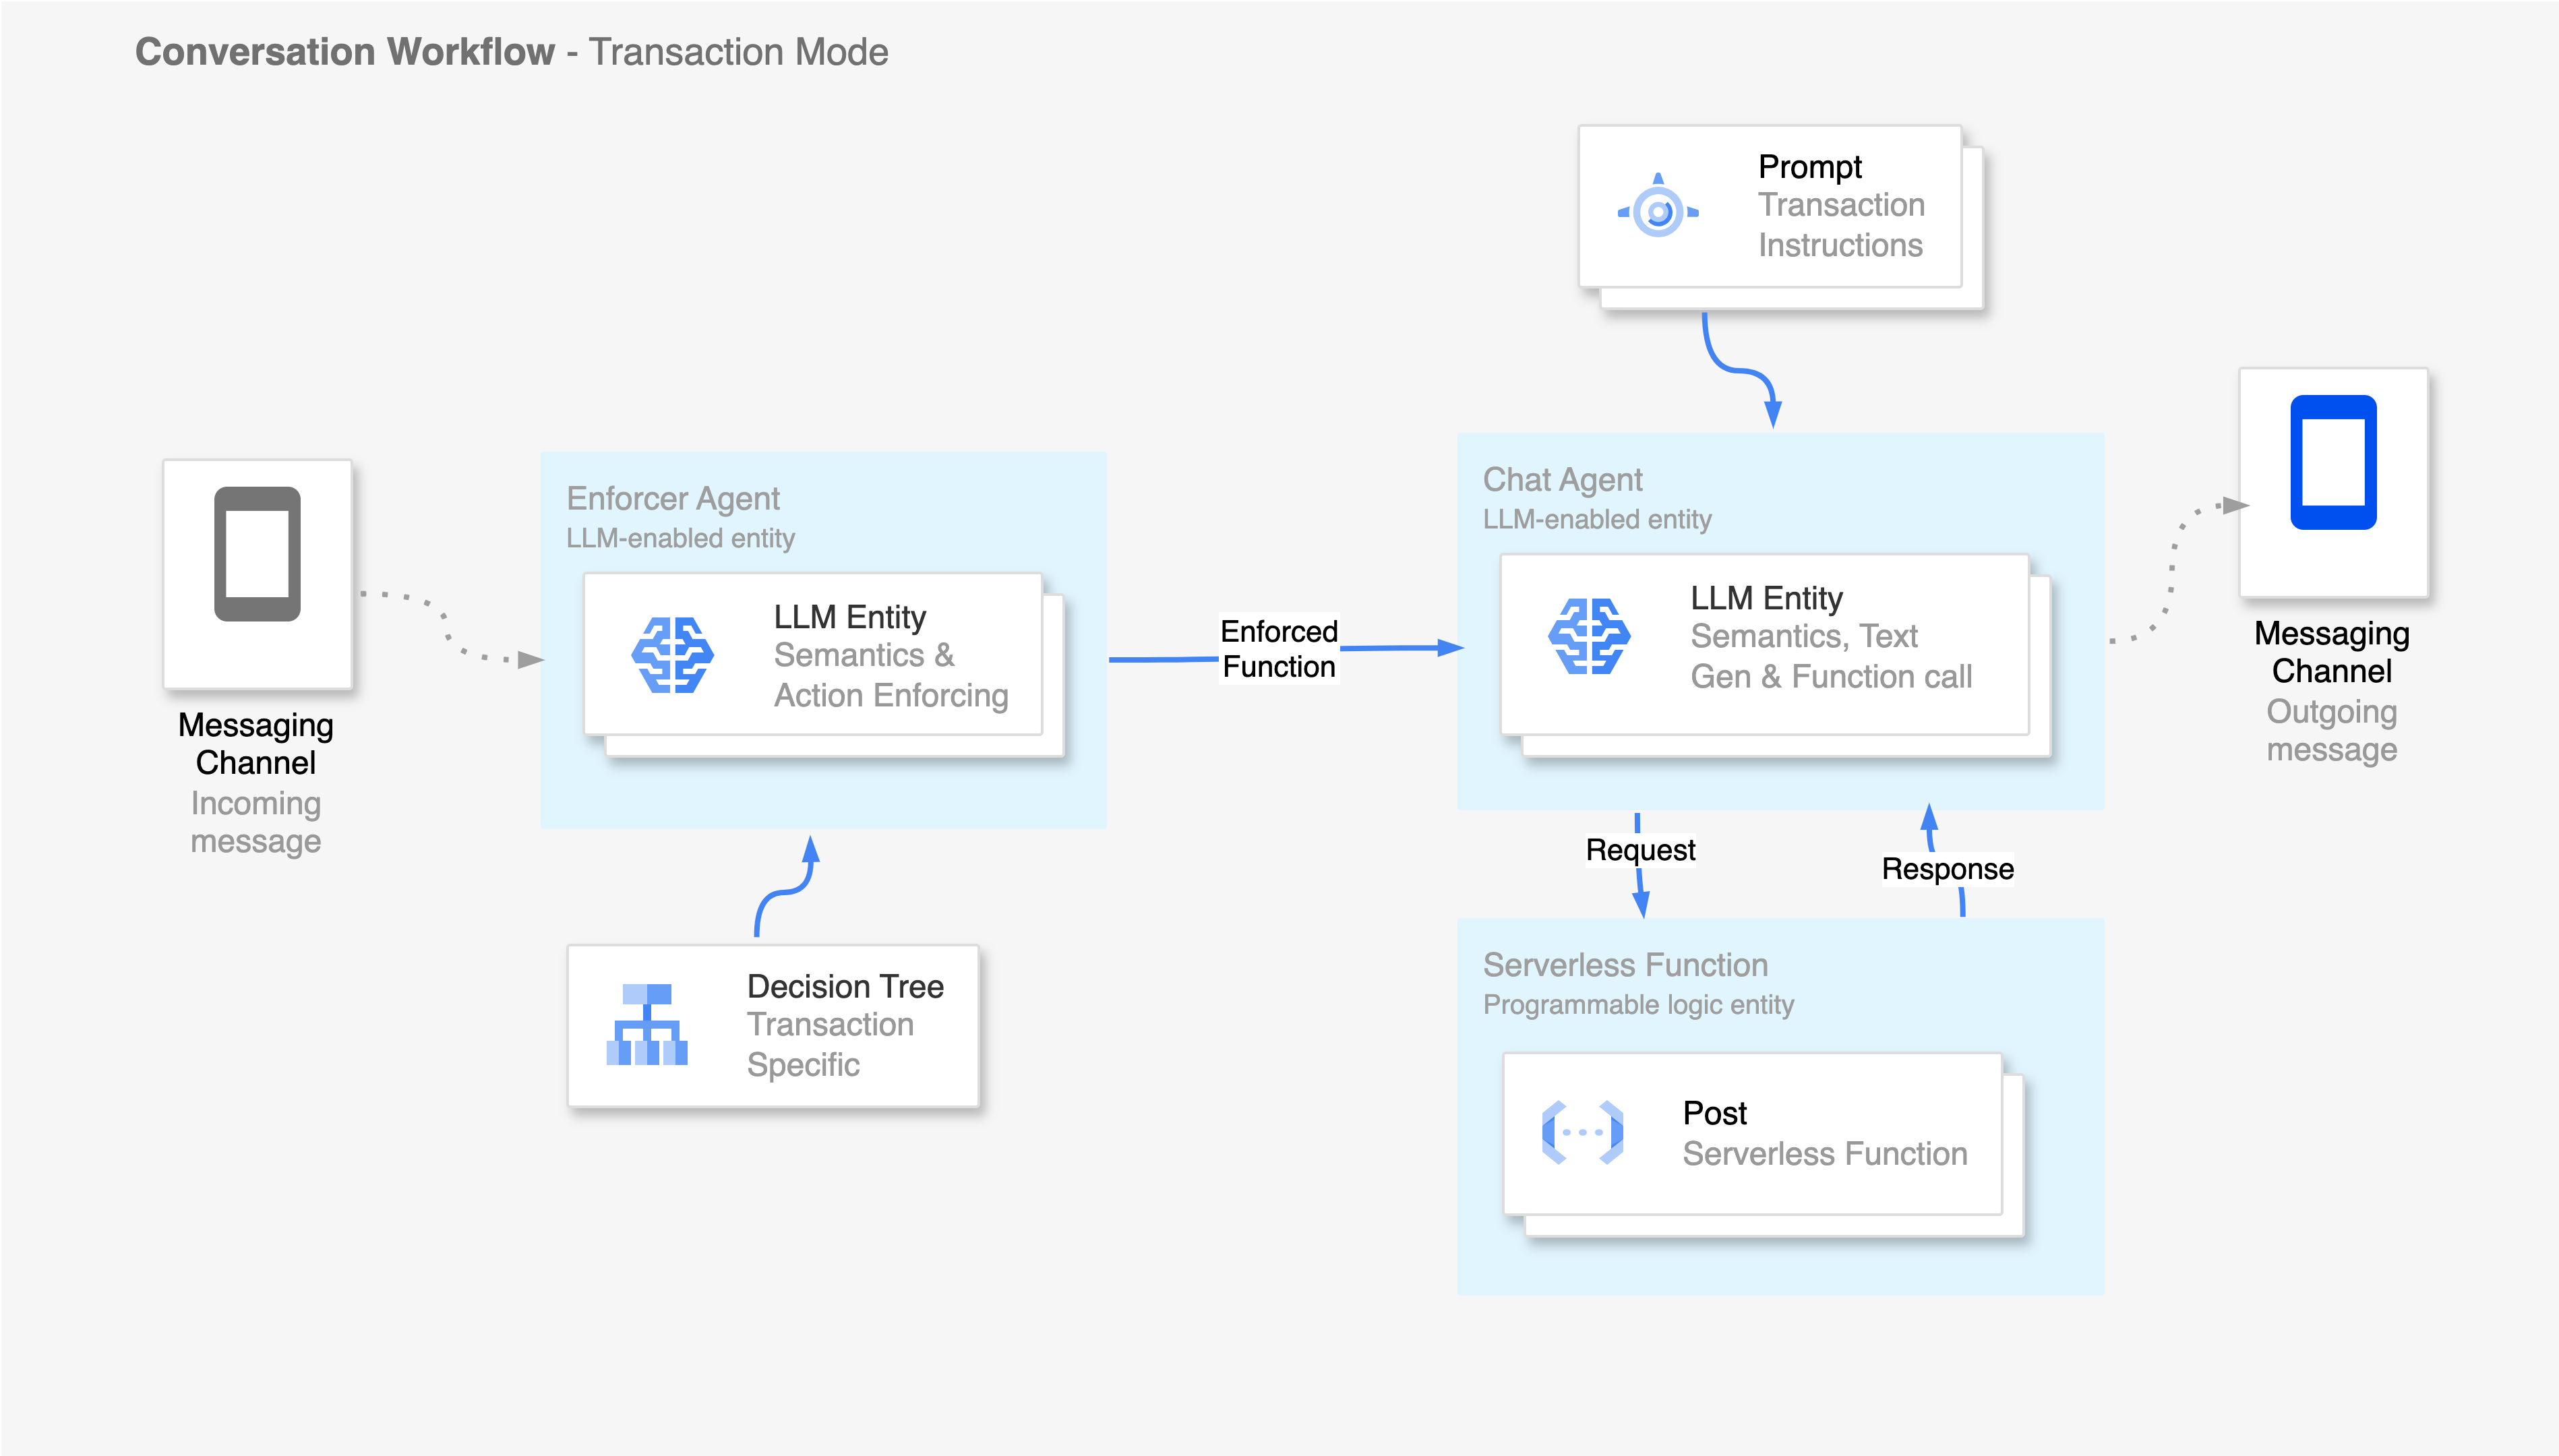 Conversation Workflow - Transaction Mode
Prompt
Transaction
Instructions
Messaging
Channel
Incoming
message
Enforcer Agent
LLM-enabled entity
LLM Entity
Semantics &
Action Enforcing
Decision Tree
Transaction
Specific
Enforced
Function
Chat Agent
LLM-enabled entity
LLM Entity
Semantics, Text
Gen & Function call
Request
Response
Serverless Function
Programmable logic entity
Post
Serverless Function
Messaging
Channel
Outgoing
message